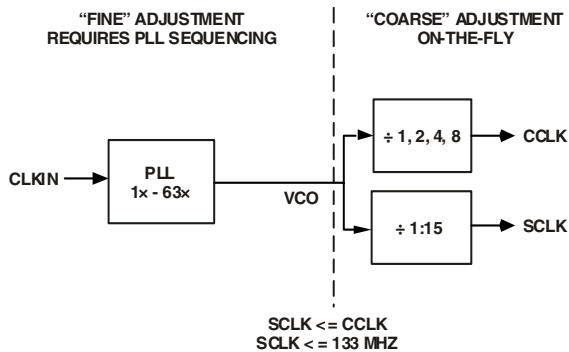 “FINE” ADJUSTMENT
REQUIRES PLL SEQUENCING
“COARSE” ADJUSTMENT
ON-THE-FLY
CLKIN
PLL
1× - 63×
VCO
÷ 1, 2, 4, 8
CCLK
÷ 1:15
SCLK
SCLK <= CCLK
SCLK <= 133 MHZ